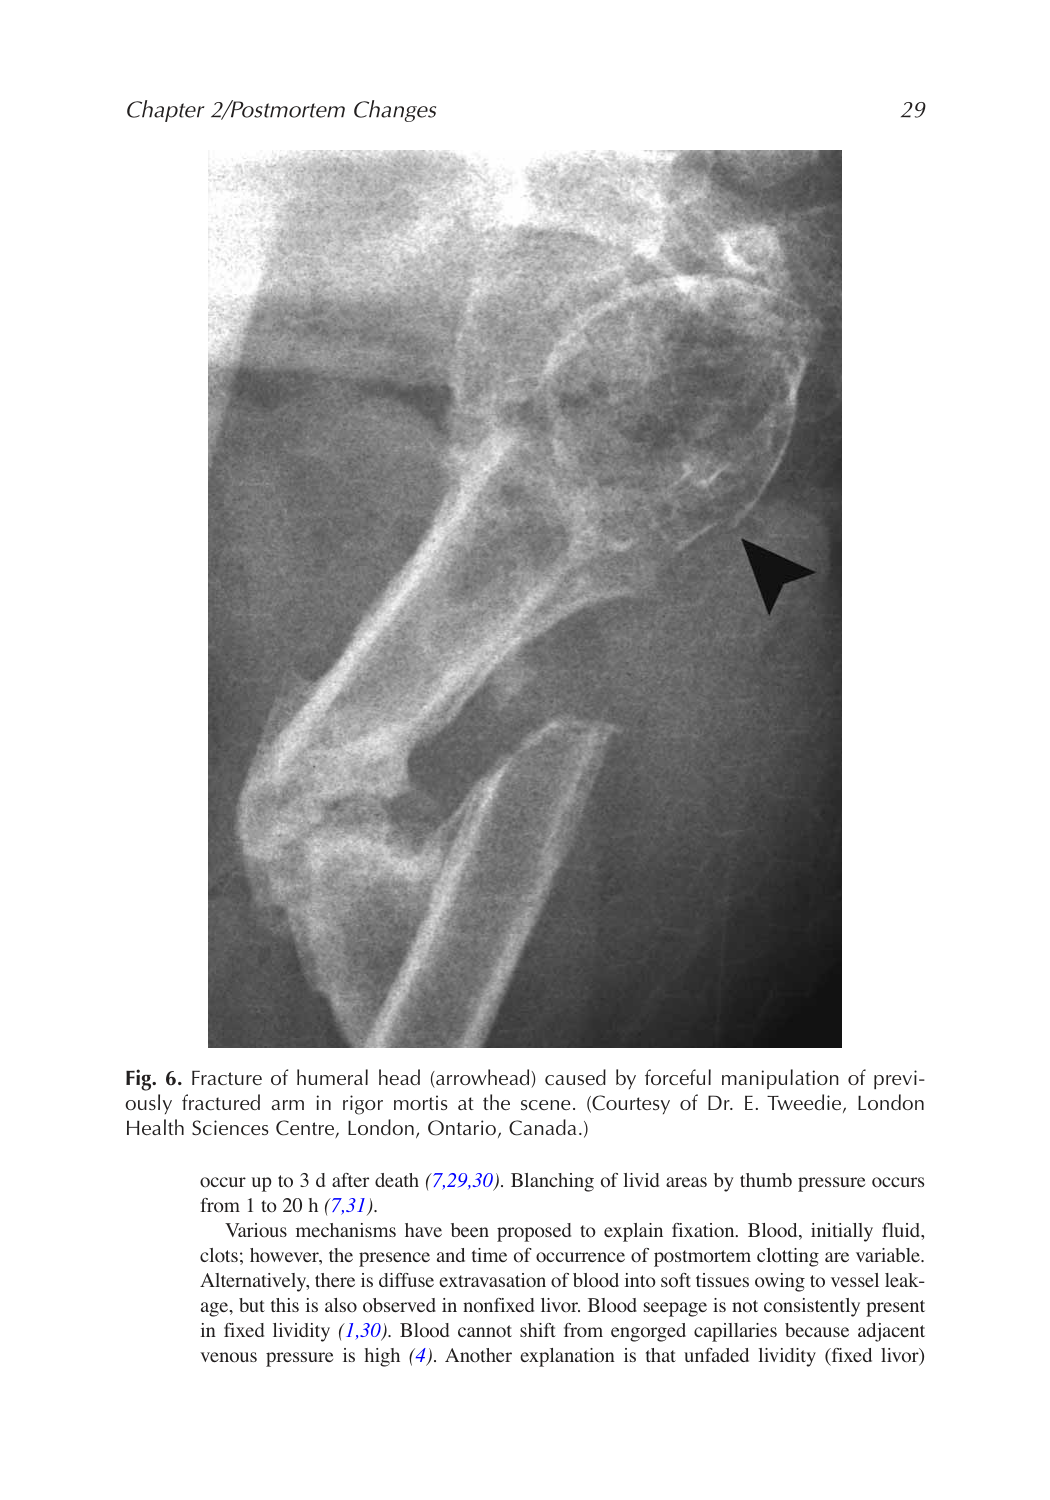 Chapter 2/Postmortem Changes 29
Fig. 6. Fracture of humeral head (arrowhead) caused by forceful manipulation of previ-
ously fractured arm in rigor mortis at the scene. (Courtesy of Dr. E. Tweedie, London
Health Sciences Centre, London, Ontario, Canada.)
occur up to 3 d after death (7,29,30). Blanching of livid areas by thumb pressure occurs
from 1 to 20 h (7,31).
Various mechanisms have been proposed to explain fixation. Blood, initially fluid,
clots; however, the presence and time of occurrence of postmortem clotting are variable.
Alternatively, there is diffuse extravasation of blood into soft tissues owing to vessel leak-
age, but this is also observed in nonfixed livor. Blood seepage is not consistently present
in fixed lividity (1,30). Blood cannot shift from engorged capillaries because adjacent
venous pressure is high (4). Another explanation is that unfaded lividity (fixed livor)